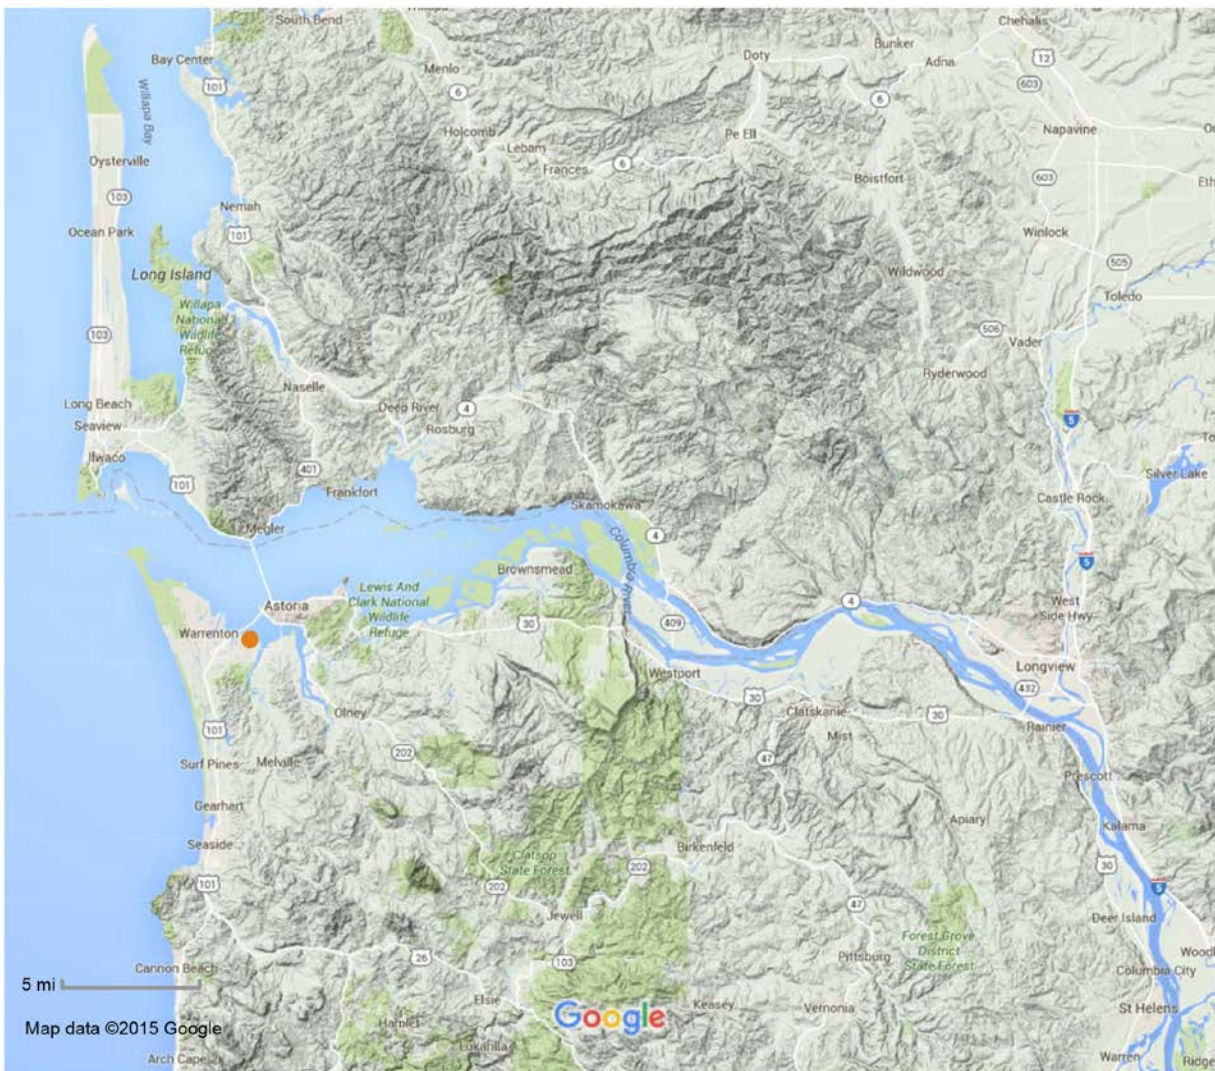 South Bend
Chehalis
Bunker
Bay Center
Doty
Adna
12
Menlo
603
101
6
6
Willapa Bay
Holcomb
Pe Ell
Napavine
Lebam
Oysterville
Frances
6
603
Boistfort
103
Nemah
Ocean Park
101
Winlock
505
Long Island
Wildwood
Toledo
Willapa
National
Wildlife
Refuge
103
506
Vader
Ryderwood
Naselle
Long Beach
Deep River
4
Seaview
Rosburg
5
Ilwaco
401
Silver Lake
101
Frankfort
Castle Rock
Skamokawa
Megler
4
Columbia River
5
Brownsmead
Lewis And
Clark National
Wildlife
Refuge
4
West
Side Hwy
Astoria
30
409
Warrenton
Westport
Longview
432
30
Clatskanie
30
Olney
Mist
Rainier
101
202
47
Surf Pines
Melville
Prescott
Gearhart
Apiary
Kalama
Seaside
Birkenfeld
Clatsop
State Forest
202
30
101
202
5
Jewell
47
Deer Island
Forest Grove
District
State Forest
26
103
Pittsburg
Cannon Beach
Columbia City
5 mi
Elsie
Keasey
Vernonia
St Helens
Google
Map data ©2015 Google
Hamlet
Arch Cape
Warren